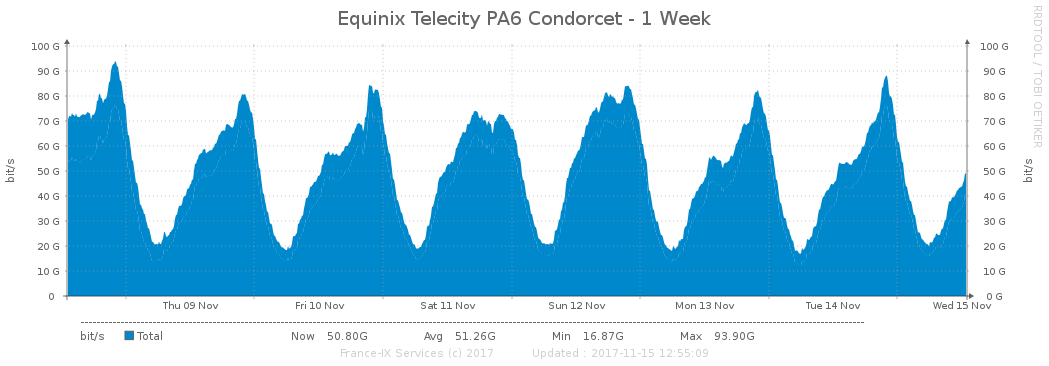 Equinix Telecity PA6 Condorcet - 1 Week
RRDTOOL / TOBI OETIKER
bit/s
100 G
90 G
80 G
70 G
60 G
50 G
40 G
30 G
20 G
10 G
0
100 G
90 G
80 G
70 G
60 G
50 G
40 G
30 G
20 G
10 G
0 G
bit/s
Thu 09 Nov Fri 10 Nov Sat 11 Nov Sun 12 Nov Mon 13 Nov Tue 14 Nov Wed 15 Nov
bit/s Total Now 50.80G Avg 51.26G Min 16.87G Max 93.90G
France-IX Services (c) 2017 Updated : 2017-11-15 12:55:09